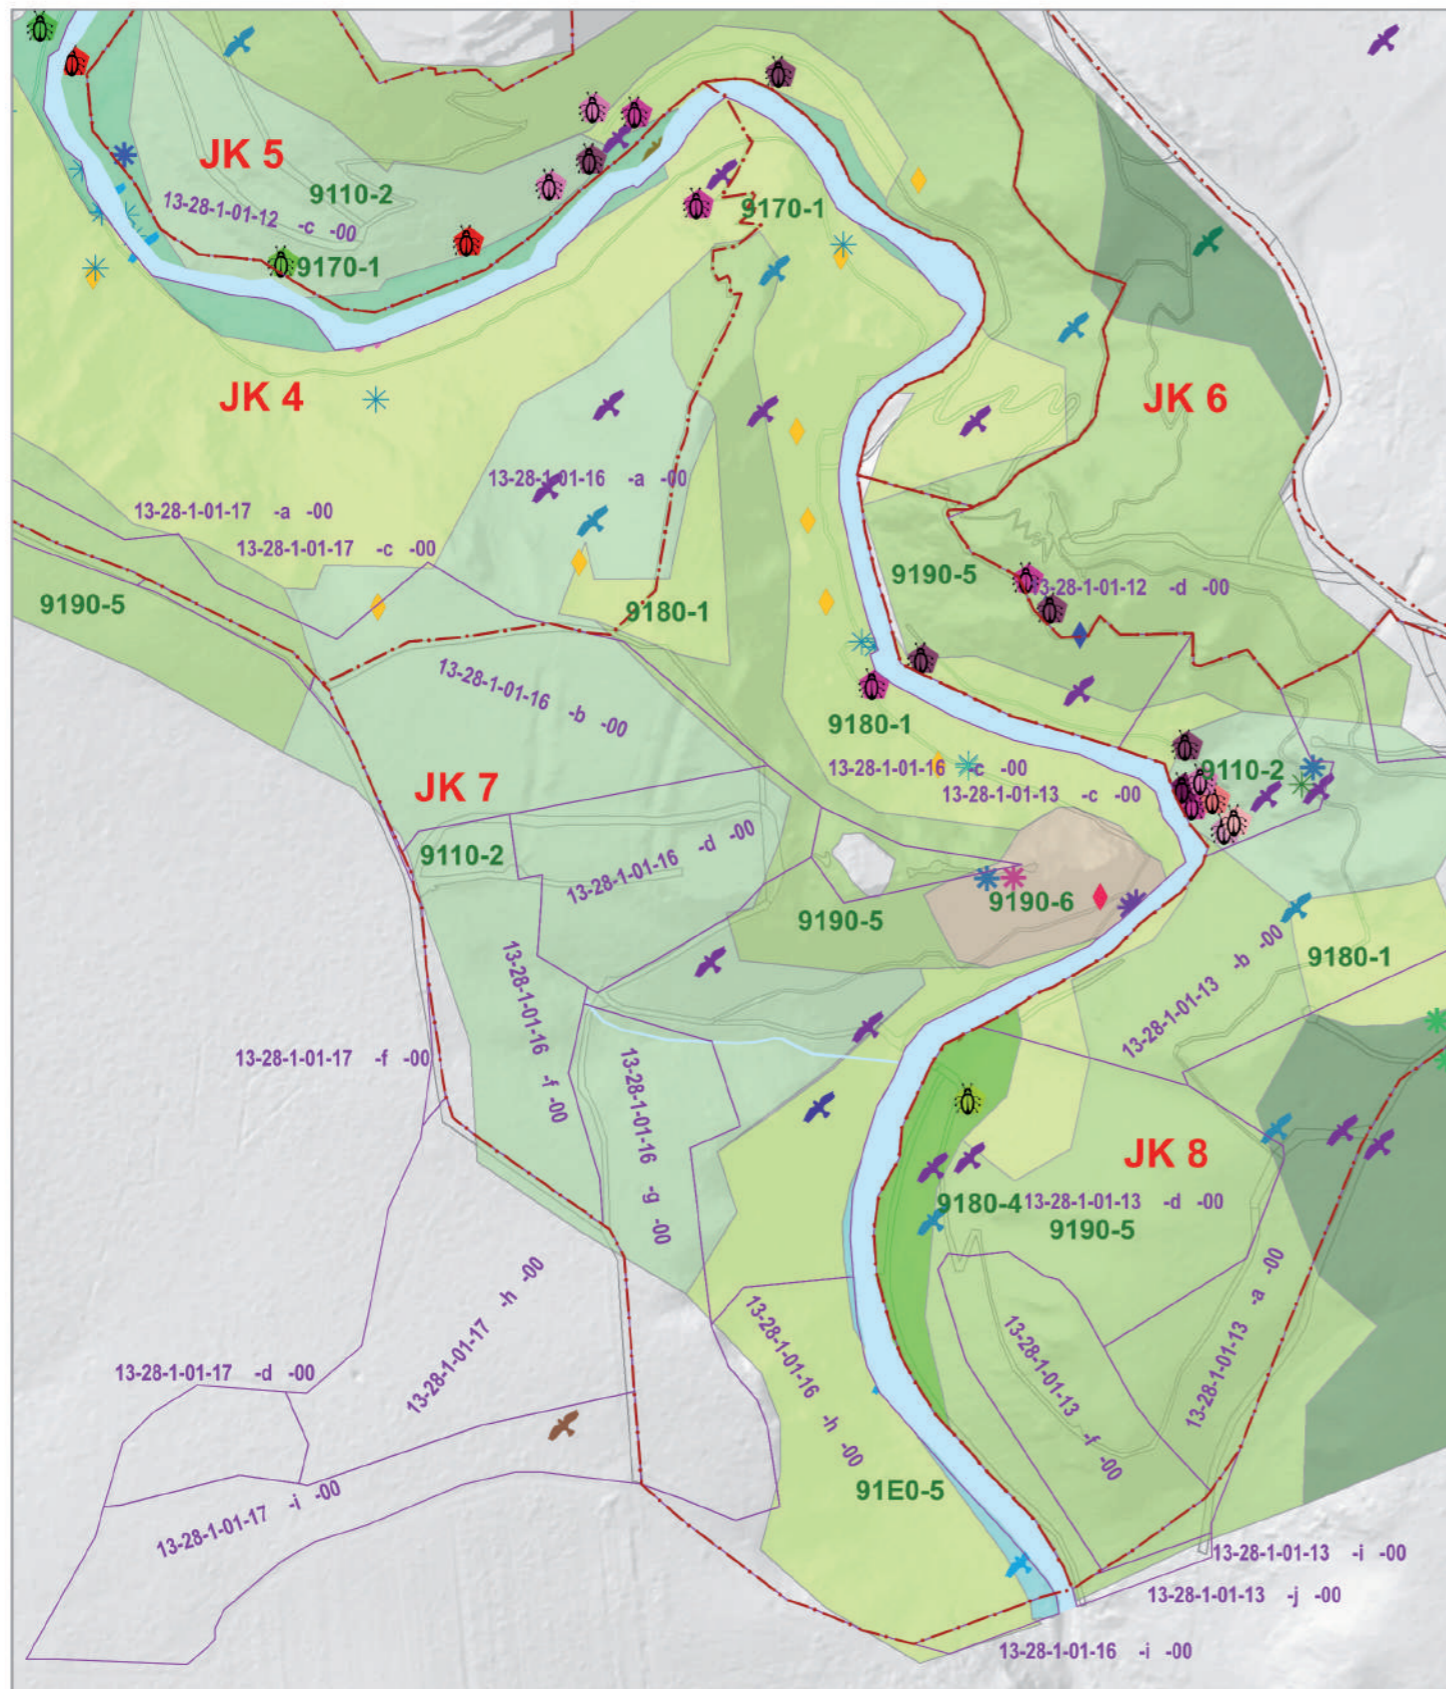 JK 5
9110-2
13-28-1-01-12 -c -00
9170-1
9170-1
JK 4
JK 6
13-28-1-01-16 -a -00
13-28-1-01-17 -a -00
13-28-1-01-17 -c -00
9190-5
13-28-1-01-12 -d -00
9190-5
9180-1
13-28-1-01-16 -b -00
9180-1
13-28-1-01-16 -c -00
9110-2
JK 7
13-28-1-01-13 -c -00
9110-2
13-28-1-01-16 -d -00
9190-6
9190-5
13-28-1-01-13 -b -00
9180-1
13-28-1-01-16 -f -00
13-28-1-01-17 -f -00
13-28-1-01-16 -g -00
JK 8
9180-4
13-28-1-01-13 -d -00
9190-5
13-28-1-01-17 -h -00
13-28-1-01-16 -h -00
13-28-1-01-13 -f -00
13-28-1-01-13 -a -00
13-28-1-01-17 -d -00
91E0-5
13-28-1-01-17 -i -00
13-28-1-01-13 -i -00
13-28-1-01-13 -j -00
13-28-1-01-16 -i -00